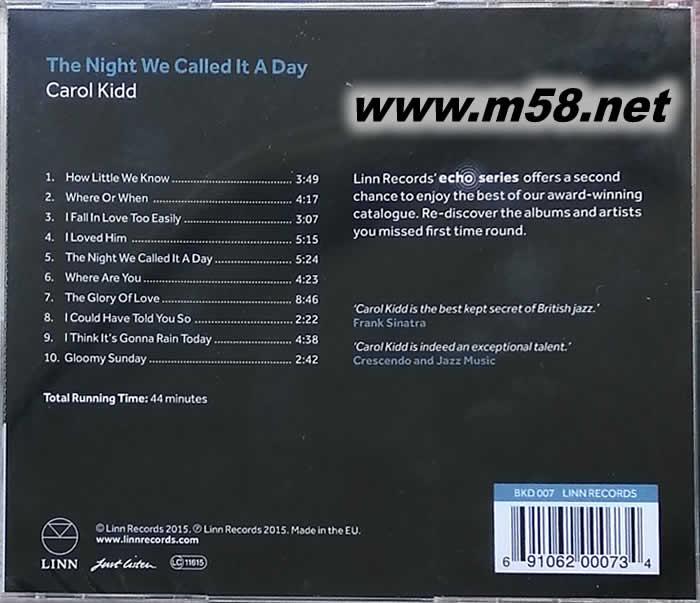 The Night We Called It A Day
Carol Kidd
www.m58.net
1. How Little We Know 3:49
2. Where Or When 4:17
3. I Fall In Love Too Easily 3:07
4. I Loved Him 5:15
5. The Night We Called It A Day 5:24
6. Where Are You 4:23
7. The Glory Of Love 8:46
8. I Could Have Told You So 2:22
9. I Think It's Gonna Rain Today 4:38
10. Gloomy Sunday 2:42
Total Running Time: 44 minutes
Linn Records' echo series offers a second
chance to enjoy the best of our award-winning
catalogue. Re-discover the albums and artists
you missed first time round.
'Carol Kidd is the best kept secret of British jazz.'
Frank Sinatra
'Carol Kidd is indeed an exceptional talent.'
Crescendo and Jazz Music
BKD 007 LINN RECORDS
6 91062 00073 4
© Linn Records 2015. ℗ Linn Records 2015. Made in the EU.
www.linnrecords.com
LINN
Just Listen
LC 11615